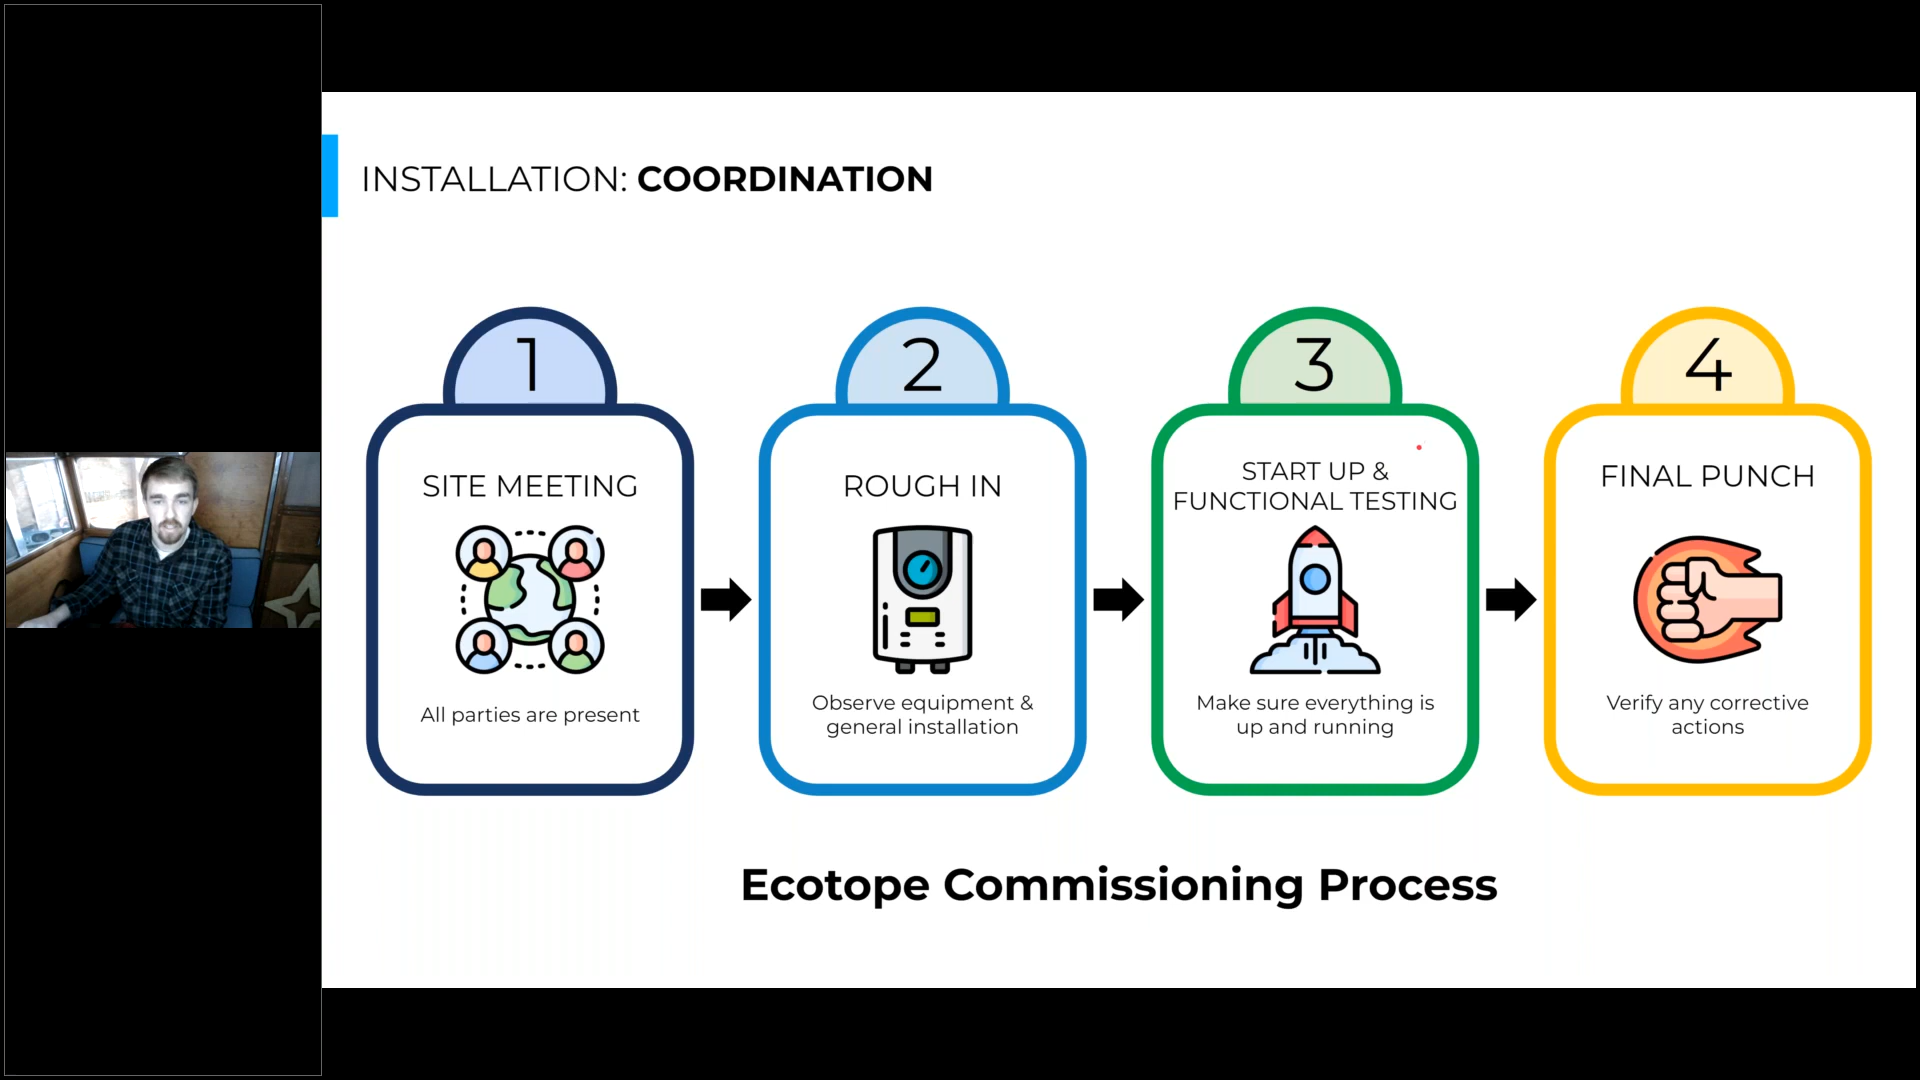 INSTALLATION: COORDINATION
1
SITE MEETING
All parties are present
2
ROUGH IN
Observe equipment &
general installation
3
START UP &
FUNCTIONAL TESTING
Make sure everything is
up and running
4
FINAL PUNCH
Verify any corrective
actions
Ecotope Commissioning Process